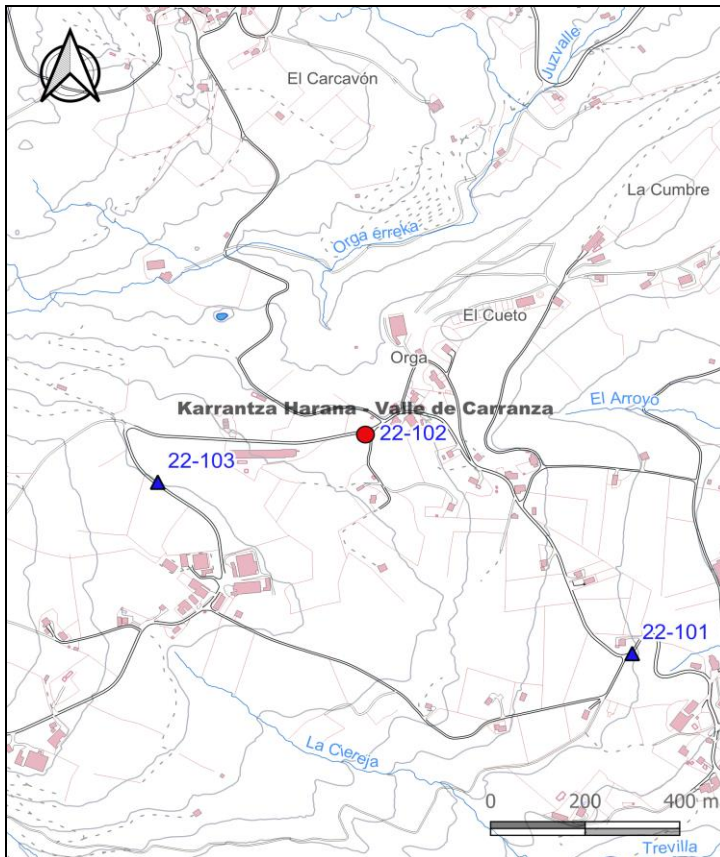 El Carcavón
Juzvalle
La Cumbre
Orga erreka
El Cueto
Orga
El Arroyo
Karrantza Harana - Valle de Carranza
22-102
22-103
22-101
La Ciereja
0 200 400 m
Trevilla